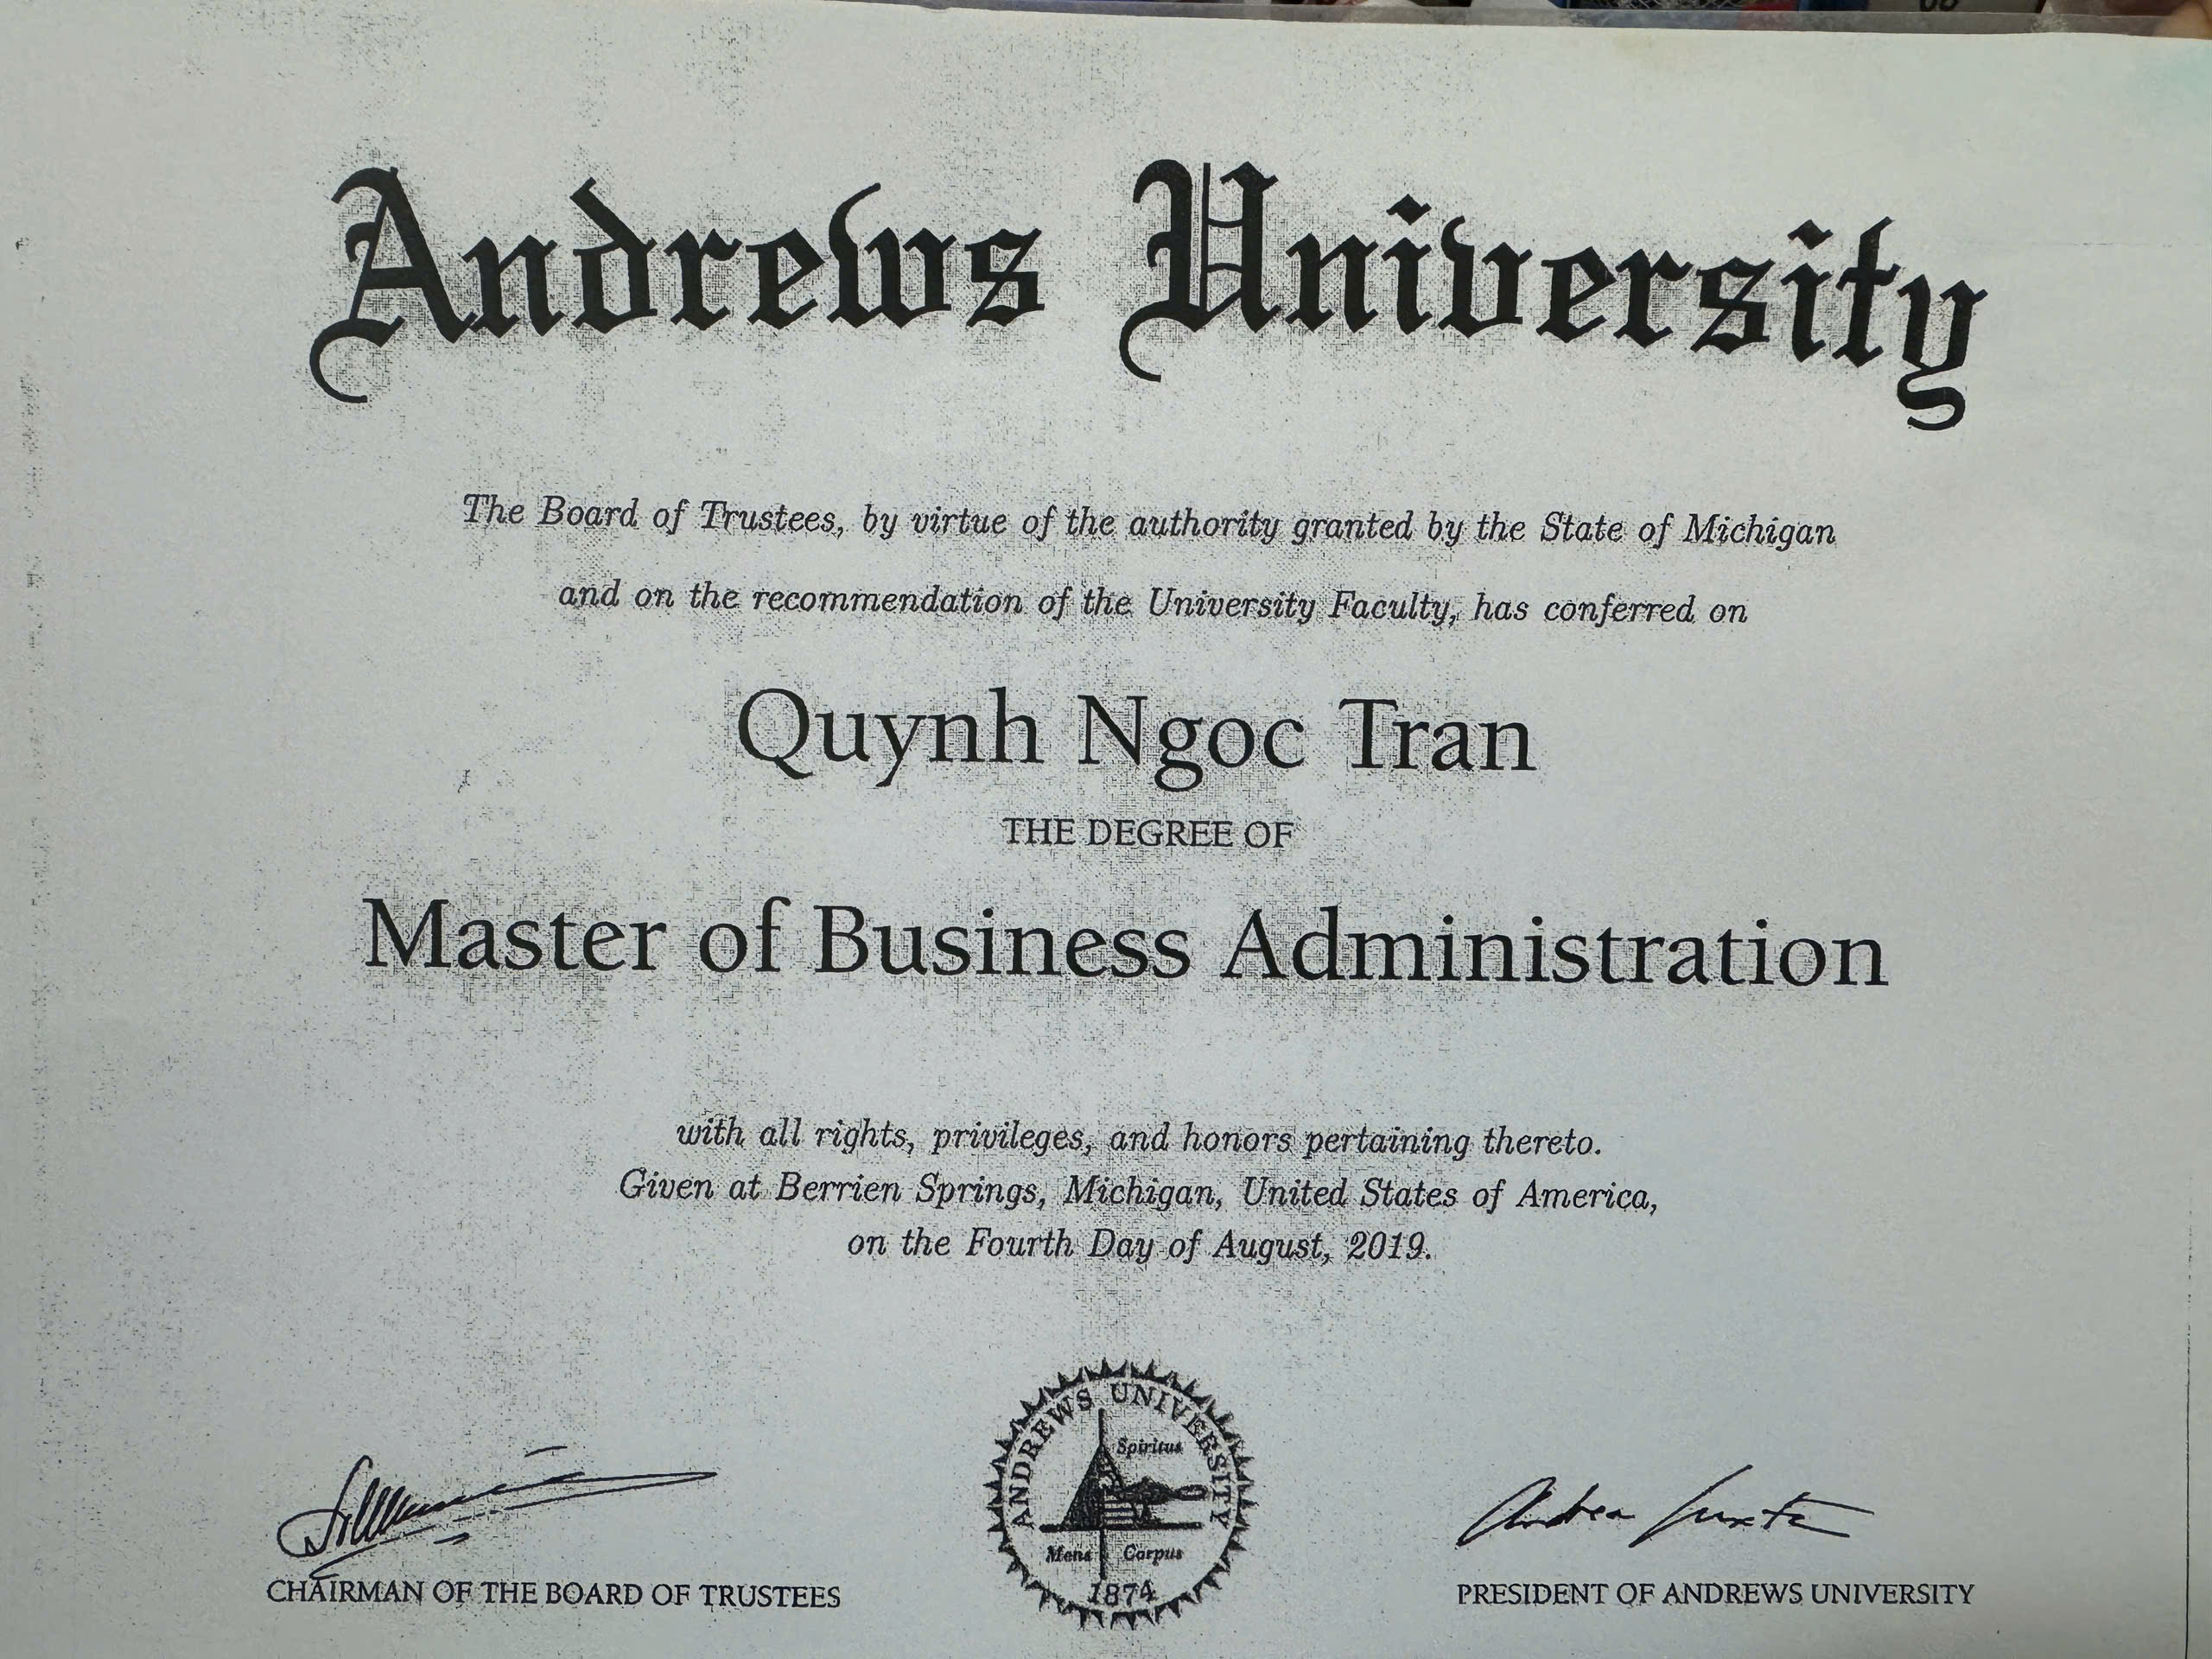 Andrews University
The Board of Trustees, by virtue of the authority granted by the State of Michigan
and on the recommendation of the University Faculty, has conferred on
Quynh Ngoc Tran
THE DEGREE OF
Master of Business Administration
with all rights, privileges, and honors pertaining thereto.
Given at Berrien Springs, Michigan, United States of America,
on the Fourth Day of August, 2019.
ANDREWS UNIVERSITY
Spiritus
Mens Corpus
1874
CHAIRMAN OF THE BOARD OF TRUSTEES
Andrea Luxton
PRESIDENT OF ANDREWS UNIVERSITY